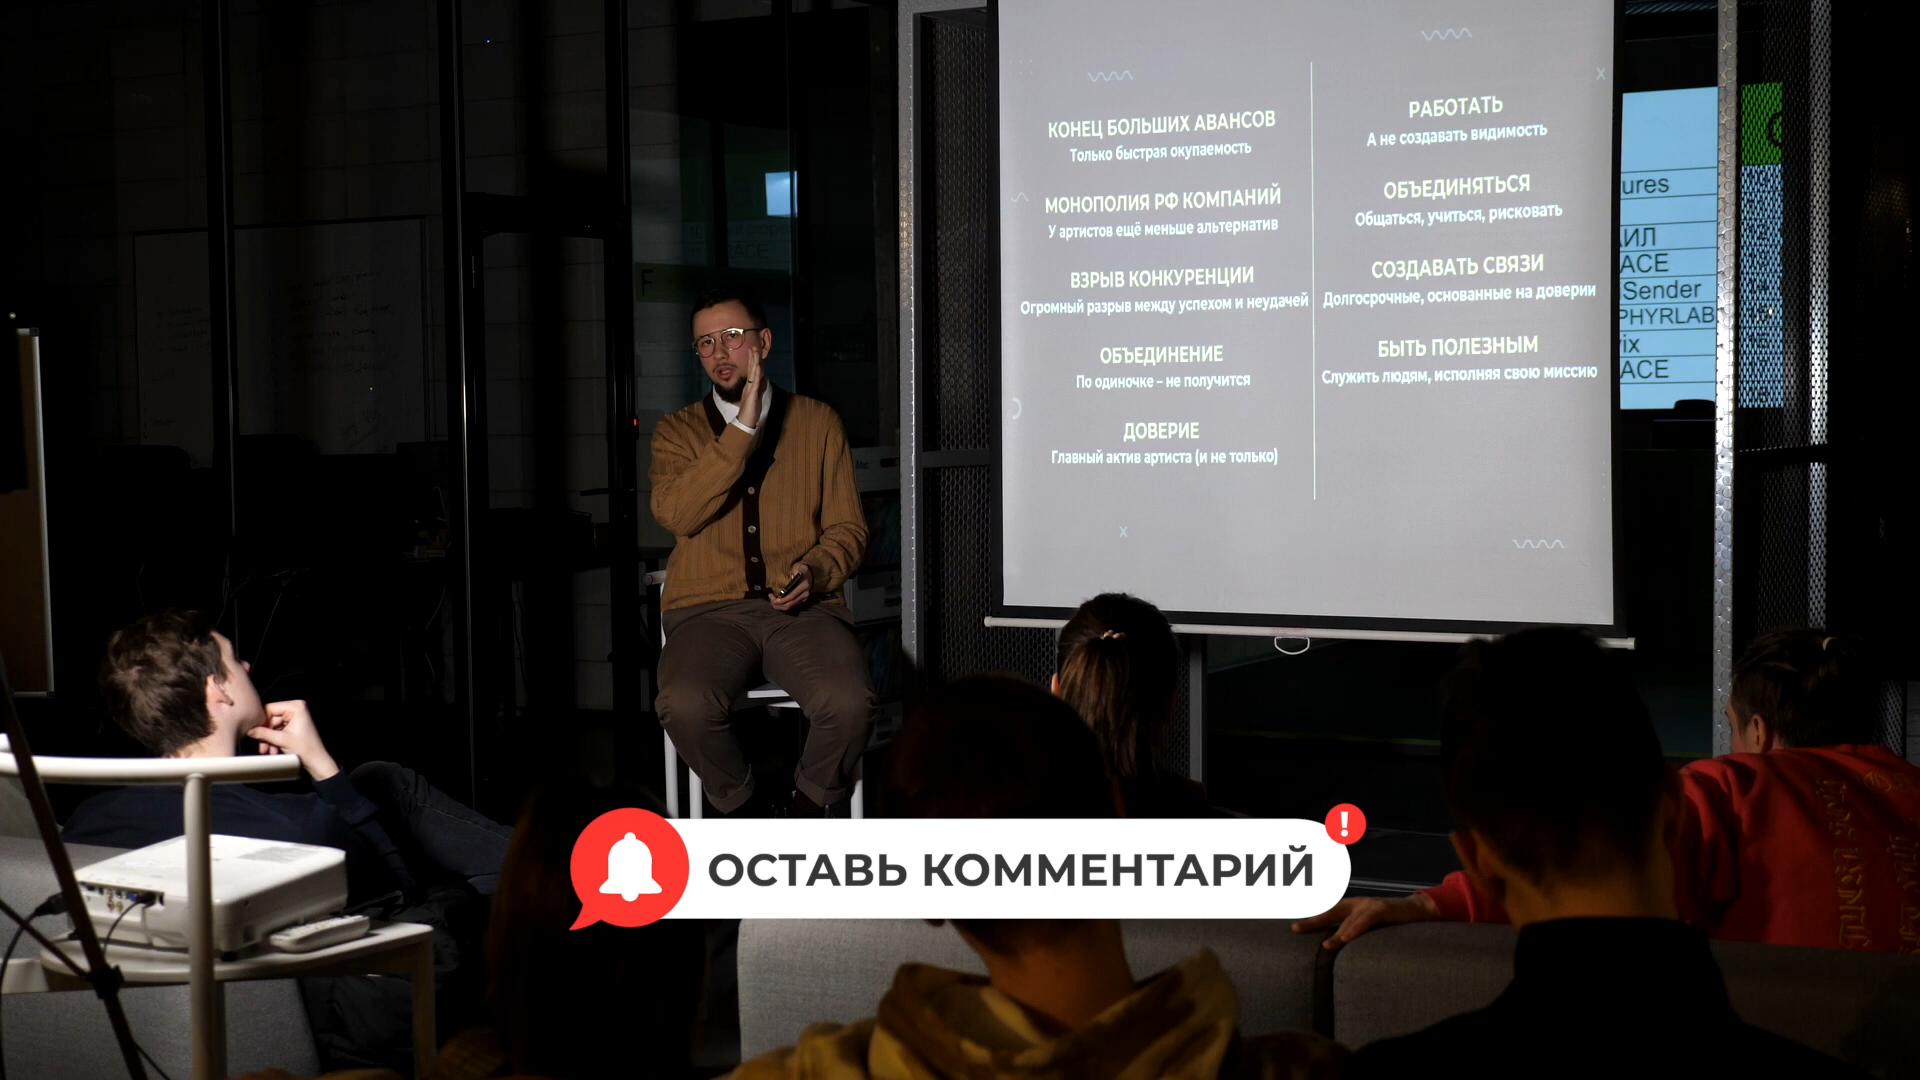 КОНЕЦ БОЛЬШИХ АВАНСОВ
Только быстрая окупаемость
МОНОПОЛИЯ РФ КОМПАНИЙ
У артистов ещё меньше альтернатив
ВЗРЫВ КОНКУРЕНЦИИ
Огромный разрыв между успехом и неудачей
ОБЪЕДИНЕНИЕ
По одиночке – не получится
ДОВЕРИЕ
Главный актив артиста (и не только)
РАБОТАТЬ
А не создавать видимость
ОБЪЕДИНЯТЬСЯ
Общаться, учиться, рисковать
СОЗДАВАТЬ СВЯЗИ
Долгосрочные, основанные на доверии
БЫТЬ ПОЛЕЗНЫМ
Служить людям, исполняя свою миссию
ures
АИЛ
ACE
Sender
PHYRLAB
vix
ACE
ОСТАВЬ КОММЕНТАРИЙ
!